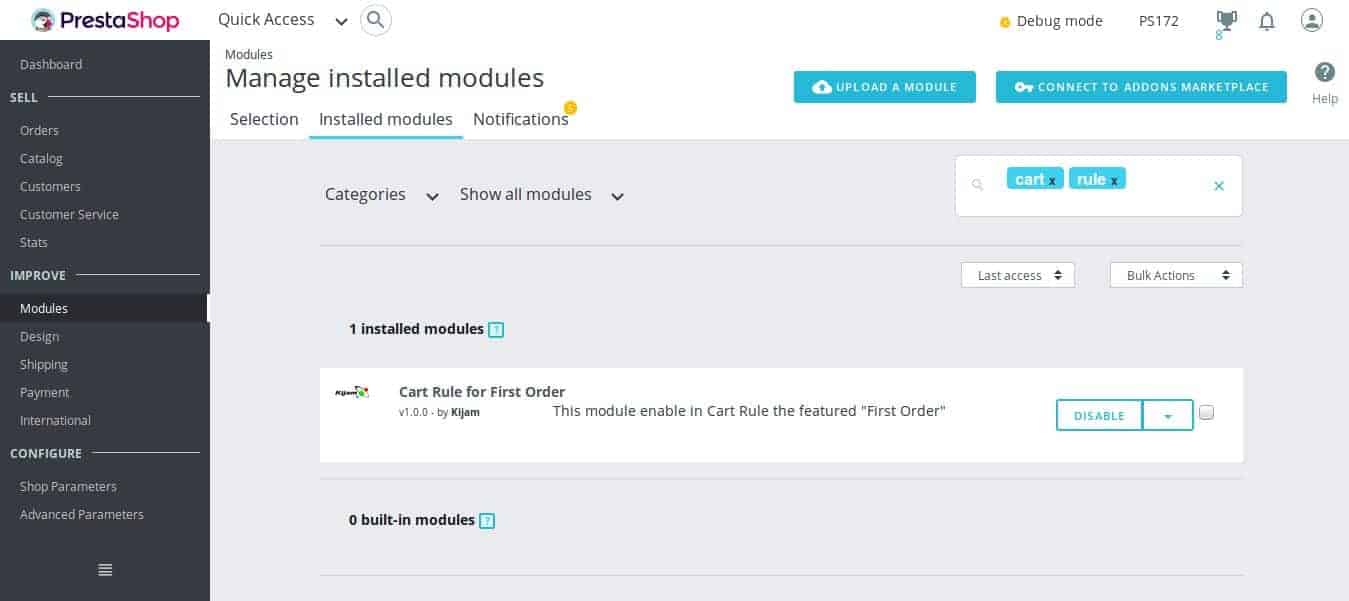 PrestaShop
Quick Access
Debug mode
PS172
8
Dashboard
SELL
Orders
Catalog
Customers
Customer Service
Stats
IMPROVE
Modules
Design
Shipping
Payment
International
CONFIGURE
Shop Parameters
Advanced Parameters
Modules
Manage installed modules
UPLOAD A MODULE
CONNECT TO ADDONS MARKETPLACE
?
Help
Selection
Installed modules
Notifications
Categories
Show all modules
cart x
rule x
Last access
Bulk Actions
1 installed modules ?
Kijam
Cart Rule for First Order
v1.0.0 - by Kijam
This module enable in Cart Rule the featured "First Order"
DISABLE
0 built-in modules ?